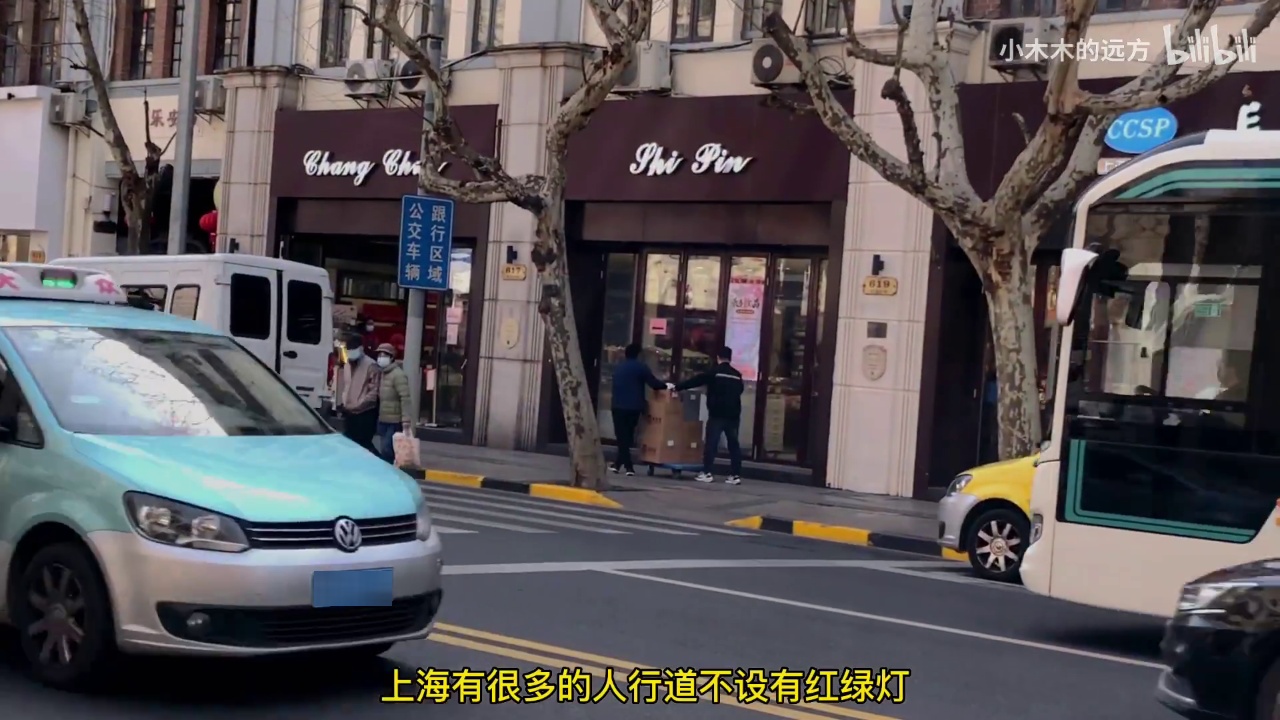 小木木的远方 bilibili
CCSP
Shi Pin
Chang
公交车辆
跟行区域
617
619
众
上海有很多的人行道不设有红绿灯